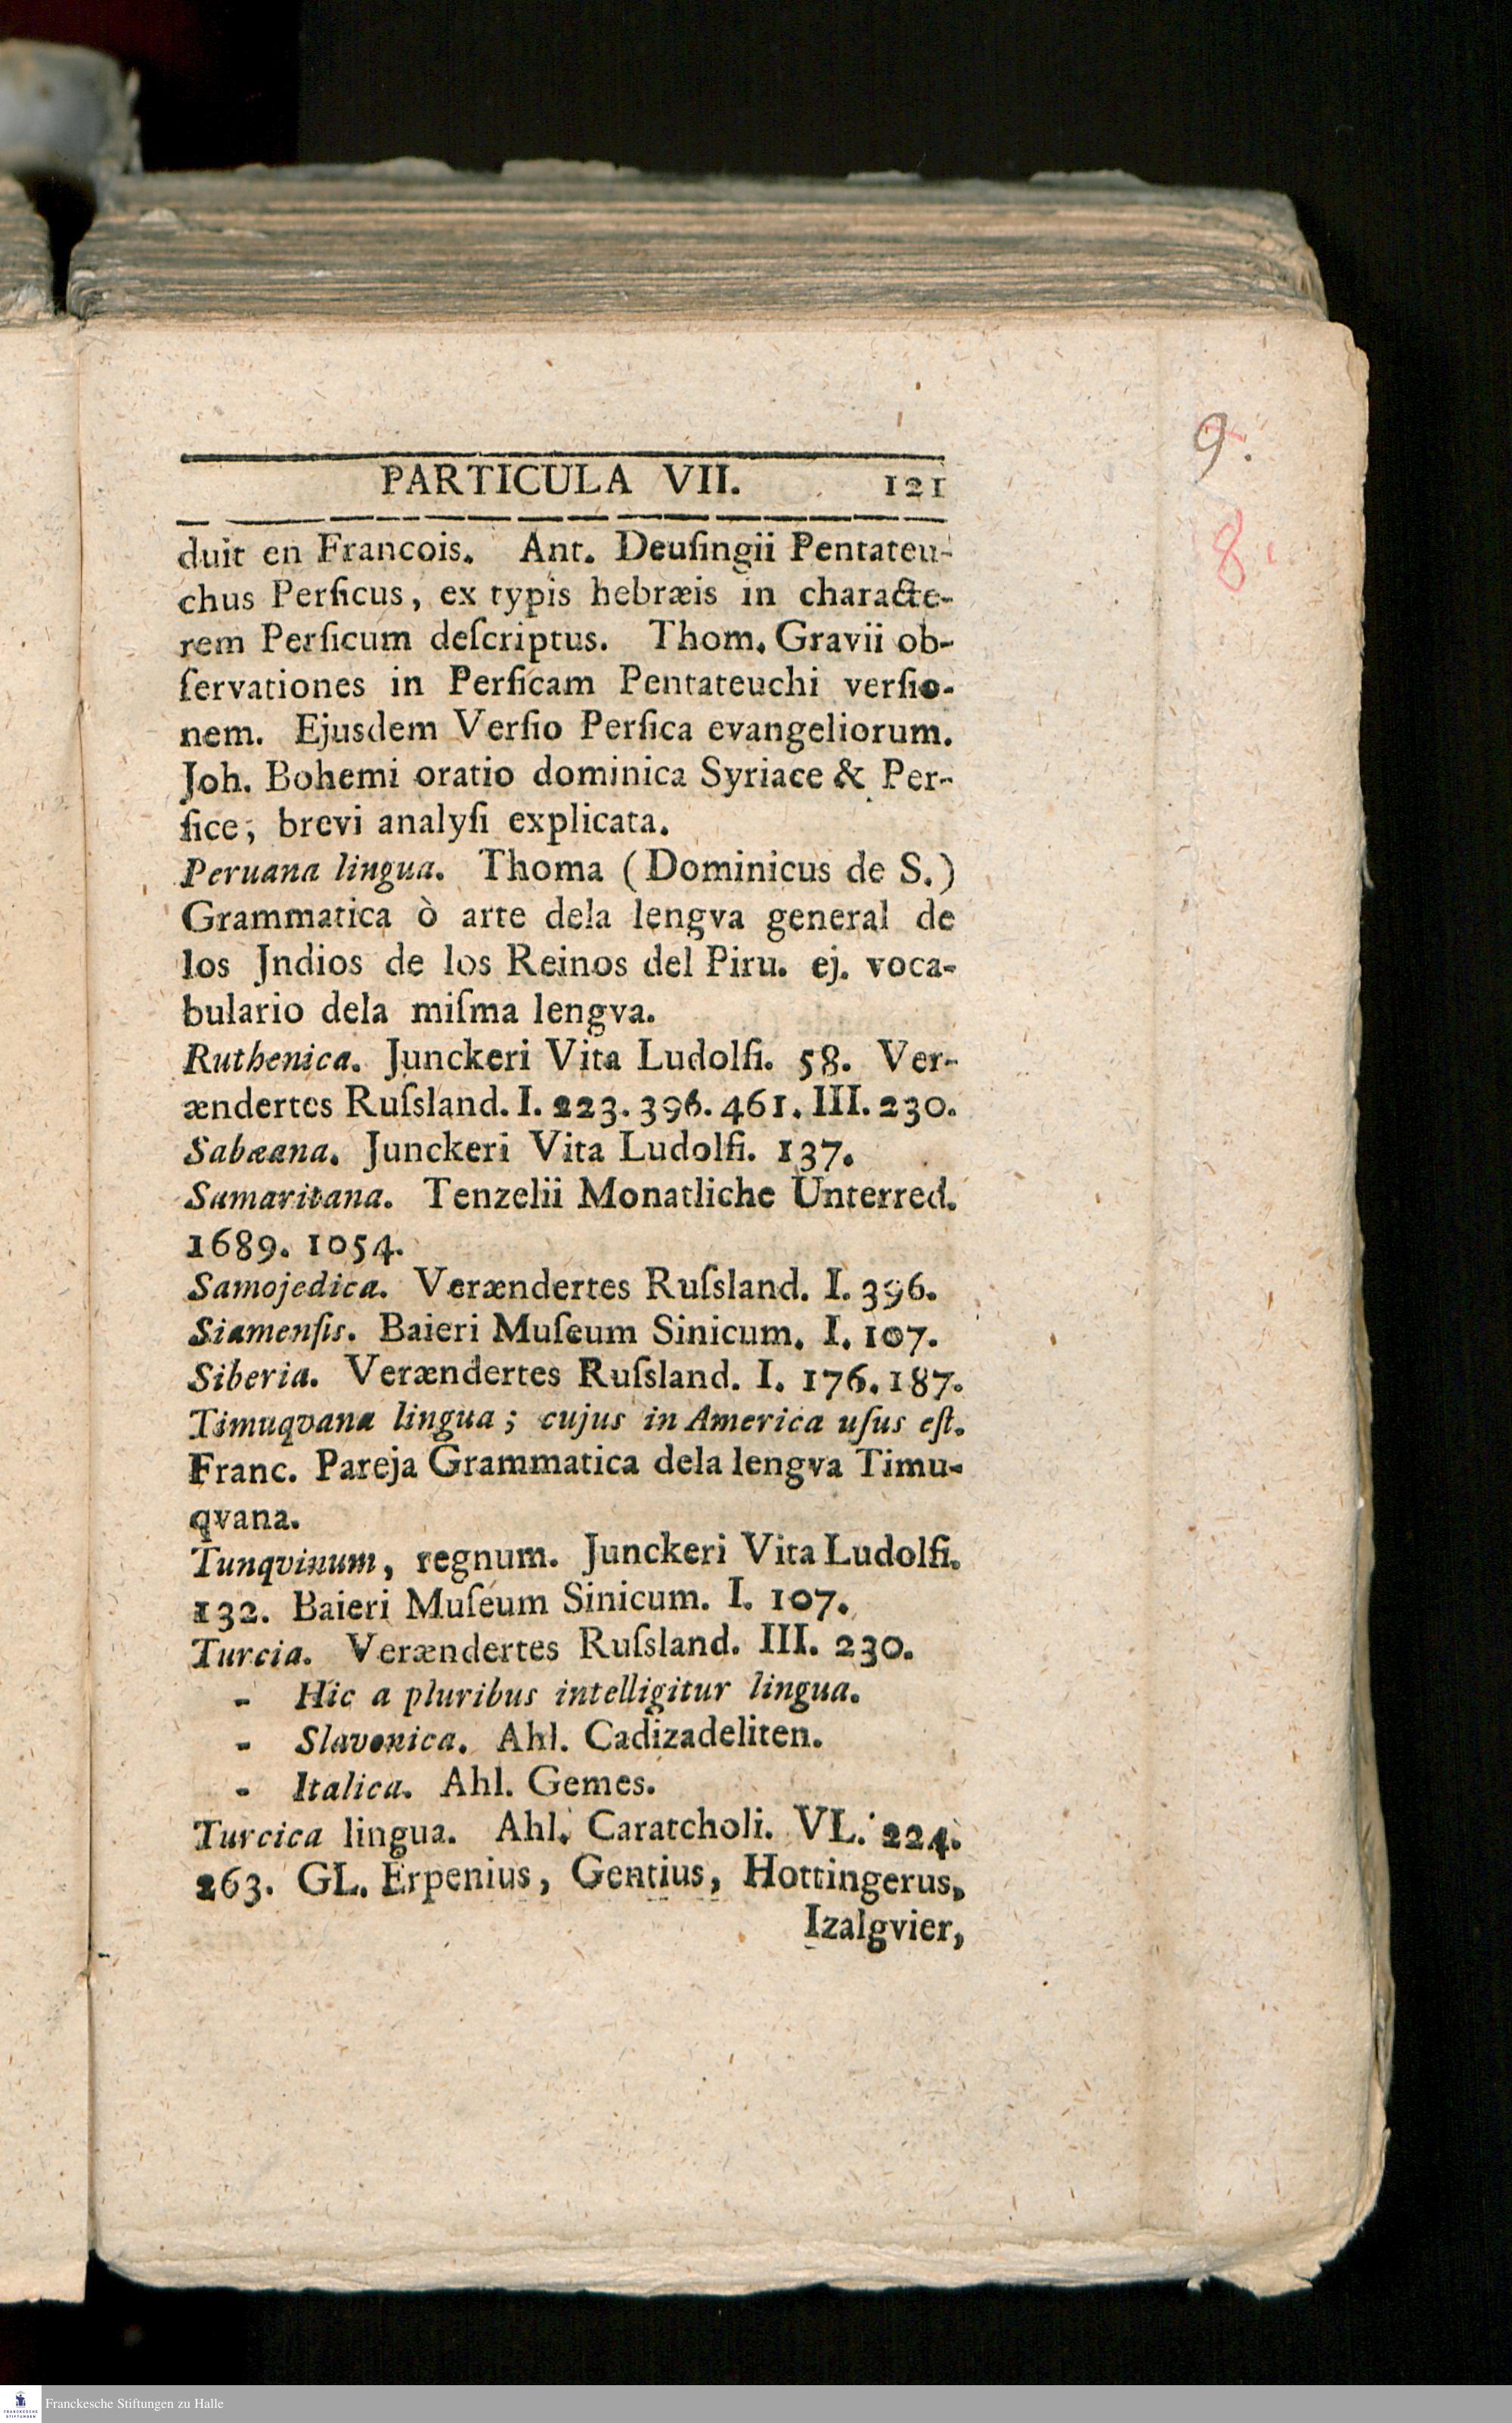 PARTICULA VII. 121
duit en Francois. Ant. Deuſingii Pentateu-
chus Perſicus, ex typis hebræis in characte-
rem Perſicum deſcriptus. Thom. Gravii ob-
ſervationes in Perſicam Pentateuchi verſio-
nem. Ejusdem Verſio Perſica evangeliorum.
Joh. Bohemi oratio dominica Syriace & Per-
ſice, brevi analyſi explicata.
Peruana lingua. Thoma (Dominicus de S.)
Grammatica ò arte dela lengva general de
los Jndios de los Reinos del Piru. ej. voca-
bulario dela miſma lengva.
Ruthenica. Junckeri Vita Ludolfi. 58. Ver-
ændertes Ruſsland. I. 223. 396. 461. III. 230.
Sabæana. Junckeri Vita Ludolfi. 137.
Samaritana. Tenzelii Monatliche Unterred.
1689. 1054.
Samojedica. Verændertes Ruſsland. I. 396.
Siamenſis. Baieri Muſeum Sinicum. I. 107.
Siberia. Verændertes Ruſsland. I. 176. 187.
Timuqvana lingua; cujus in America uſus eſt.
Franc. Pareja Grammatica dela lengva Timu-
qvana.
Tunqvinum, regnum. Junckeri Vita Ludolfi.
132. Baieri Muſeum Sinicum. I. 107.
Turcia. Verændertes Ruſsland. III. 230.
- Hic a pluribus intelligitur lingua.
- Slavonica. Ahl. Cadizadeliten.
- Italica. Ahl. Gemes.
Turcica lingua. Ahl. Caratcholi. VL. 224.
263. GL. Erpenius, Gentius, Hottingerus,
Izalgvier,
9.
8.
Franckesche Stiftungen zu Halle
FRANCKESCHE
STIFTUNGEN